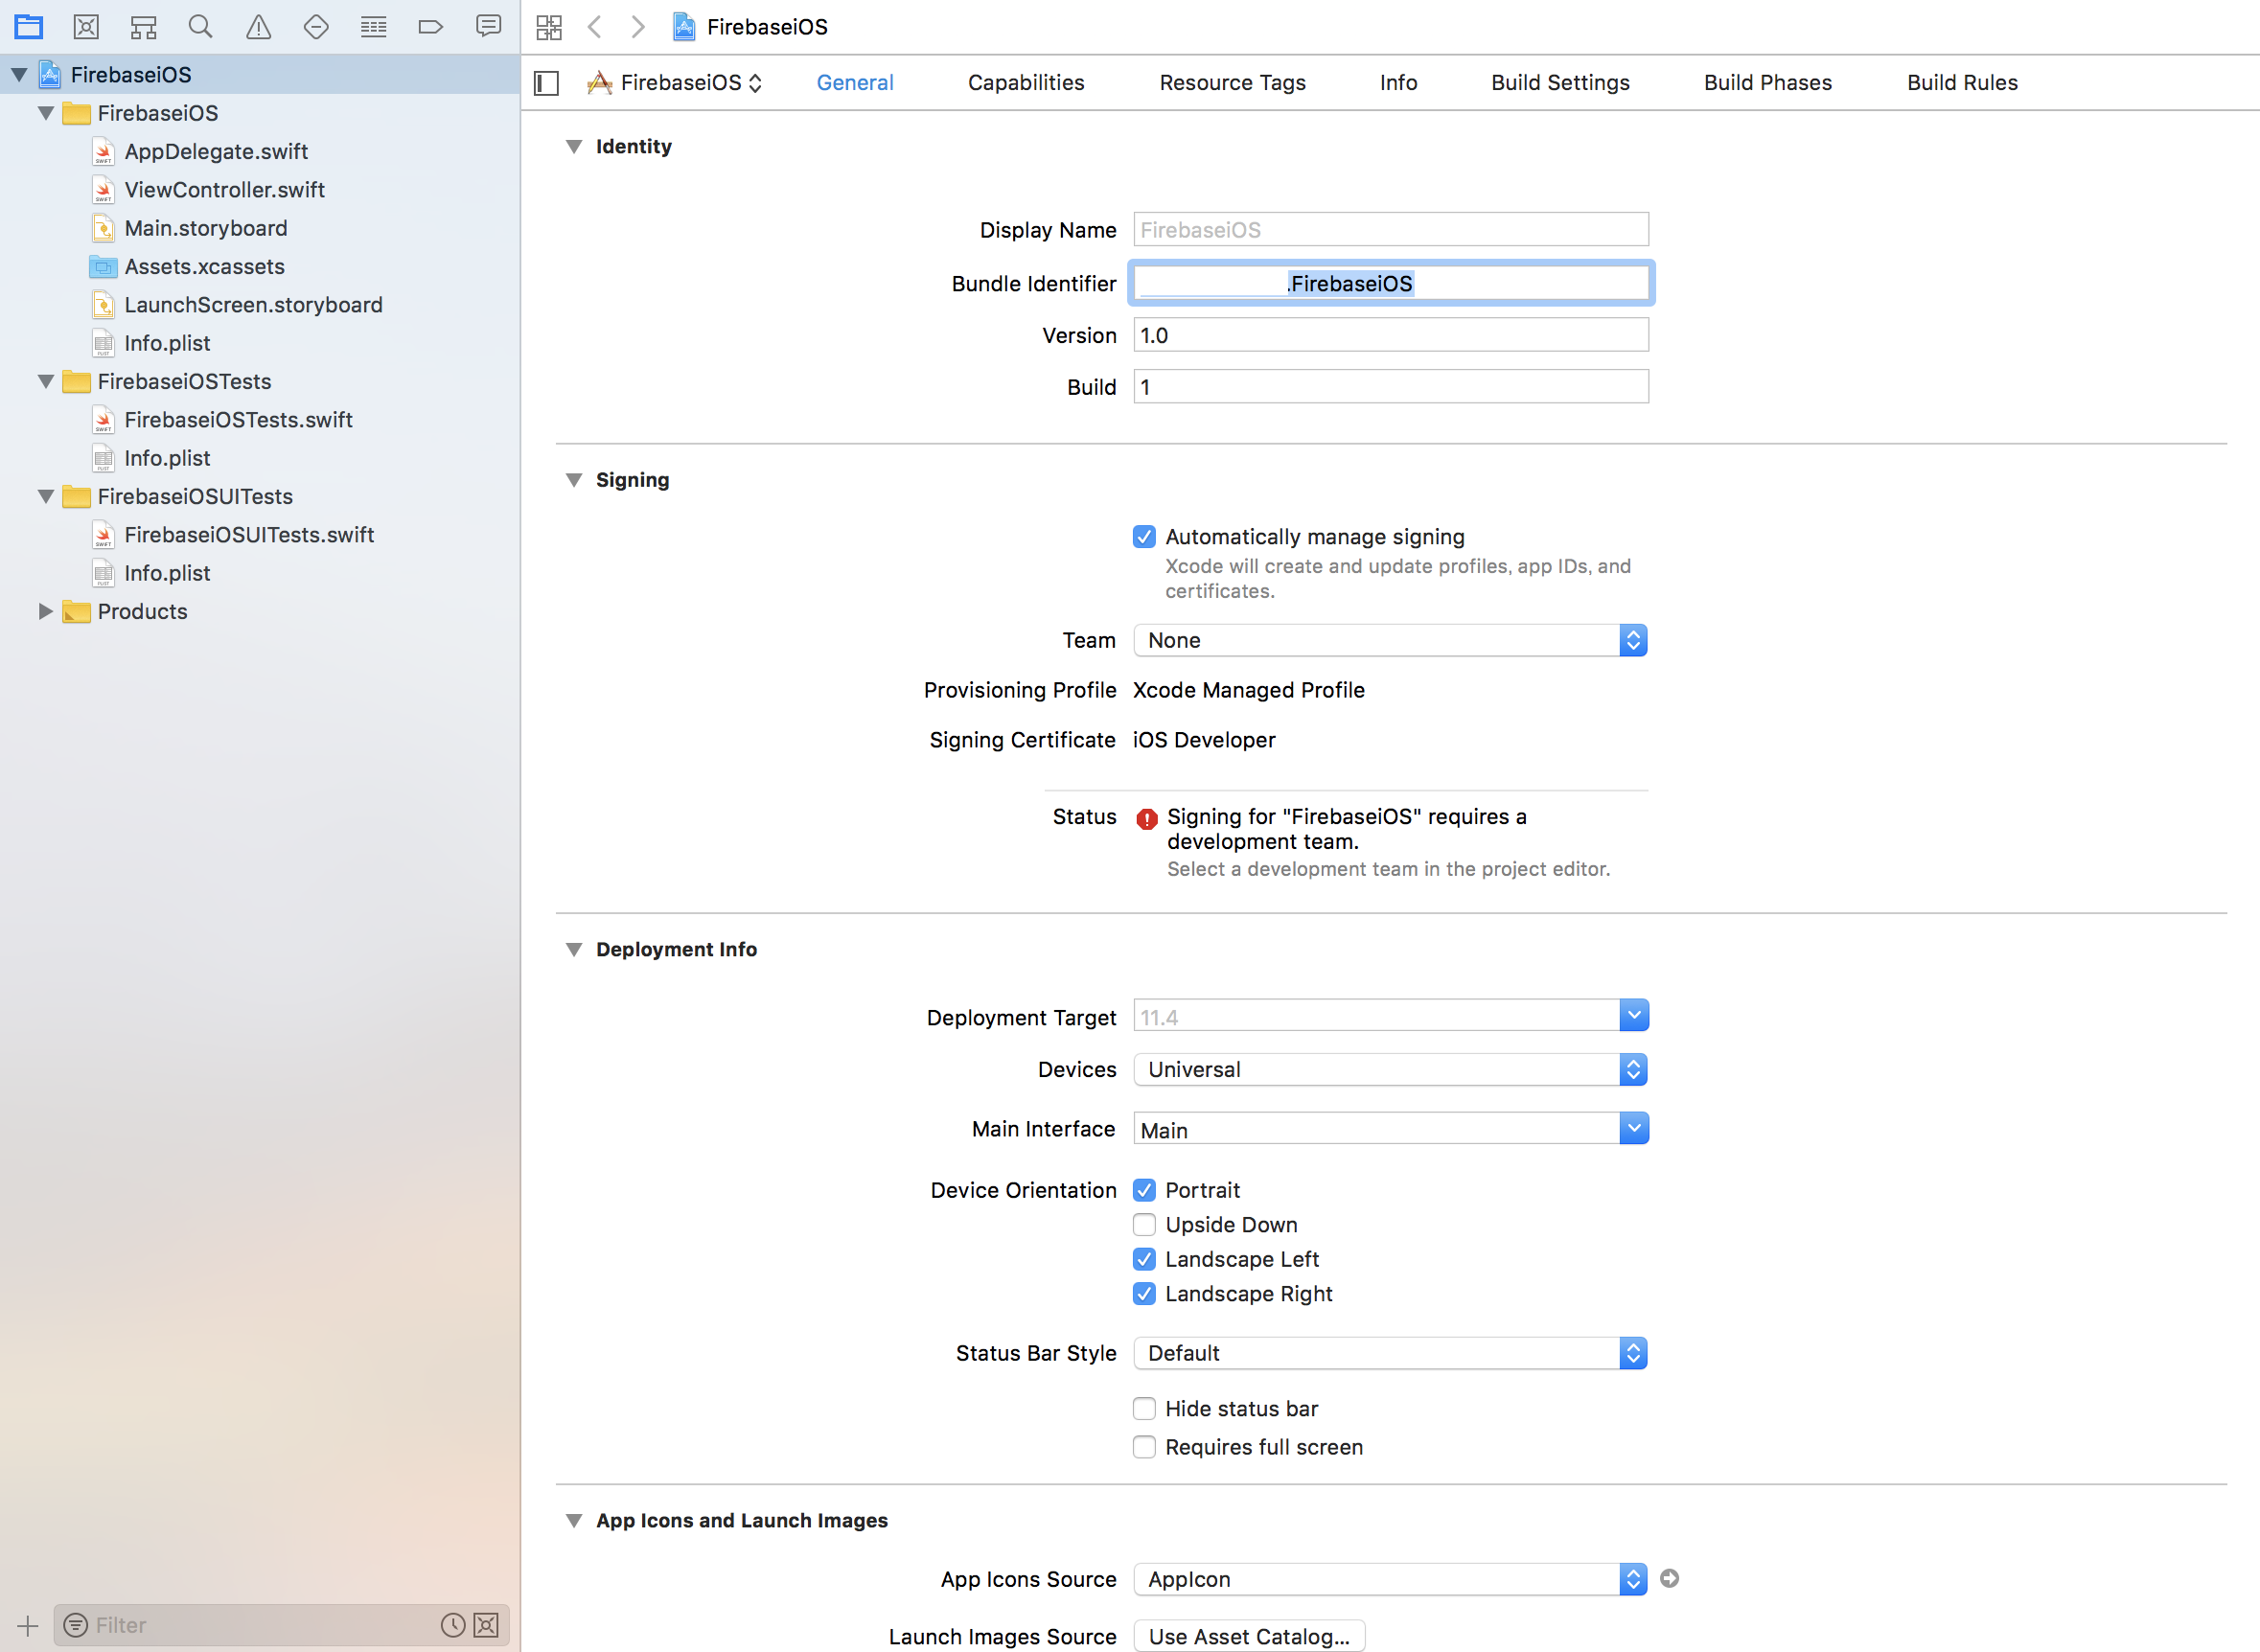 FirebaseiOS
FirebaseiOS
FirebaseiOS
AppDelegate.swift
ViewController.swift
Main.storyboard
Assets.xcassets
LaunchScreen.storyboard
Info.plist
FirebaseiOSTests
FirebaseiOSTests.swift
Info.plist
FirebaseiOSUITests
FirebaseiOSUITests.swift
Info.plist
Products
Filter
FirebaseiOS General Capabilities Resource Tags Info Build Settings Build Phases Build Rules
Identity
Display Name FirebaseiOS
Bundle Identifier .FirebaseiOS
Version 1.0
Build 1
Signing
Automatically manage signing
Xcode will create and update profiles, app IDs, and
certificates.
Team None
Provisioning Profile Xcode Managed Profile
Signing Certificate iOS Developer
Status Signing for "FirebaseiOS" requires a
development team.
Select a development team in the project editor.
Deployment Info
Deployment Target 11.4
Devices Universal
Main Interface Main
Device Orientation Portrait
Upside Down
Landscape Left
Landscape Right
Status Bar Style Default
Hide status bar
Requires full screen
App Icons and Launch Images
App Icons Source AppIcon
Launch Images Source Use Asset Catalog...